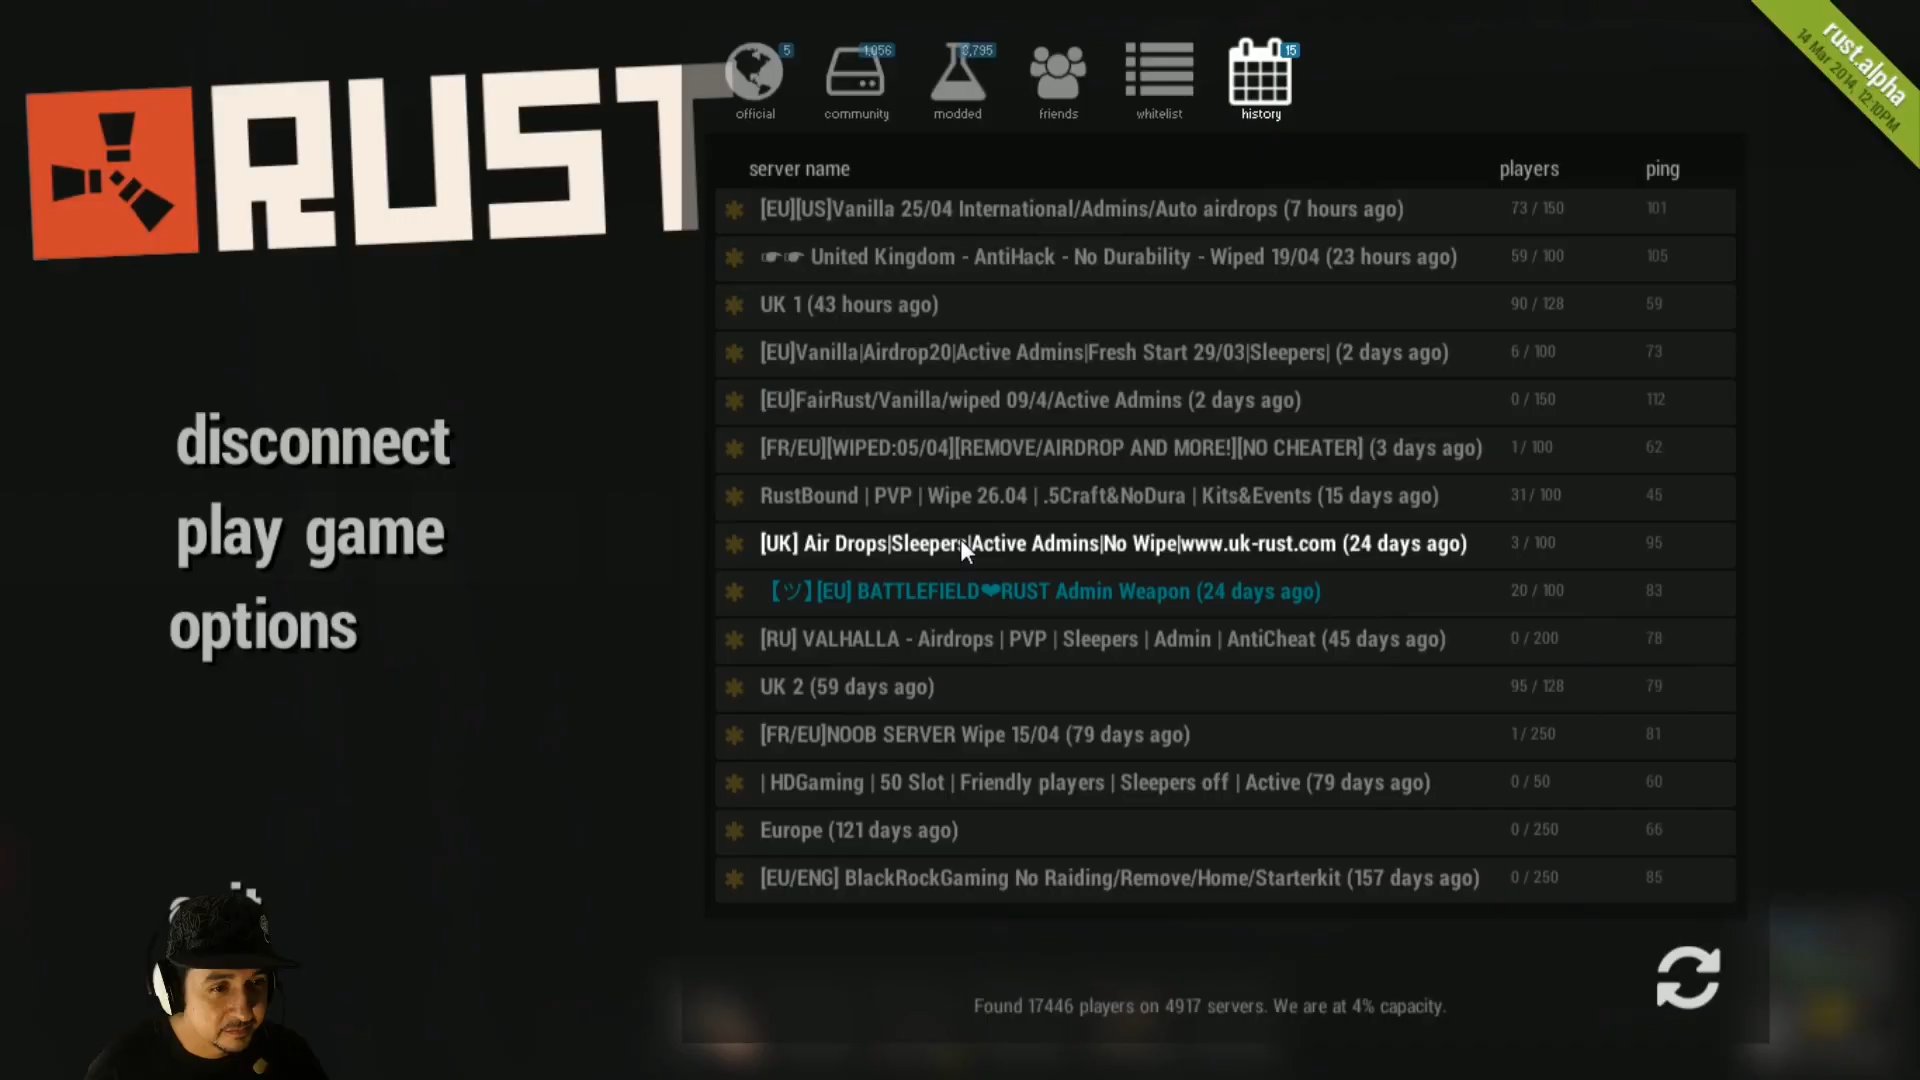 RUST
5
official
1,056
community
3,795
modded
friends
whitelist
15
history
rust.alpha
14 Mar 2014, 12:10PM
server name players ping
[EU][US]Vanilla 25/04 International/Admins/Auto airdrops (7 hours ago) 73 / 150 101
☛☛ United Kingdom - AntiHack - No Durability - Wiped 19/04 (23 hours ago) 59 / 100 105
UK 1 (43 hours ago) 90 / 128 59
[EU]Vanilla|Airdrop20|Active Admins|Fresh Start 29/03|Sleepers| (2 days ago) 6 / 100 73
[EU]FairRust/Vanilla/wiped 09/4/Active Admins (2 days ago) 0 / 150 112
[FR/EU][WIPED:05/04][REMOVE/AIRDROP AND MORE!][NO CHEATER] (3 days ago) 1 / 100 62
RustBound | PVP | Wipe 26.04 | .5Craft&NoDura | Kits&Events (15 days ago) 31 / 100 45
[UK] Air Drops|Sleepers|Active Admins|No Wipe|www.uk-rust.com (24 days ago) 3 / 100 95
【ツ】[EU] BATTLEFIELD❤RUST Admin Weapon (24 days ago) 20 / 100 83
[RU] VALHALLA - Airdrops | PVP | Sleepers | Admin | AntiCheat (45 days ago) 0 / 200 78
UK 2 (59 days ago) 95 / 128 79
[FR/EU]NOOB SERVER Wipe 15/04 (79 days ago) 1 / 250 81
| HDGaming | 50 Slot | Friendly players | Sleepers off | Active (79 days ago) 0 / 50 60
Europe (121 days ago) 0 / 250 66
[EU/ENG] BlackRockGaming No Raiding/Remove/Home/Starterkit (157 days ago) 0 / 250 85
disconnect
play game
options
Found 17446 players on 4917 servers. We are at 4% capacity.